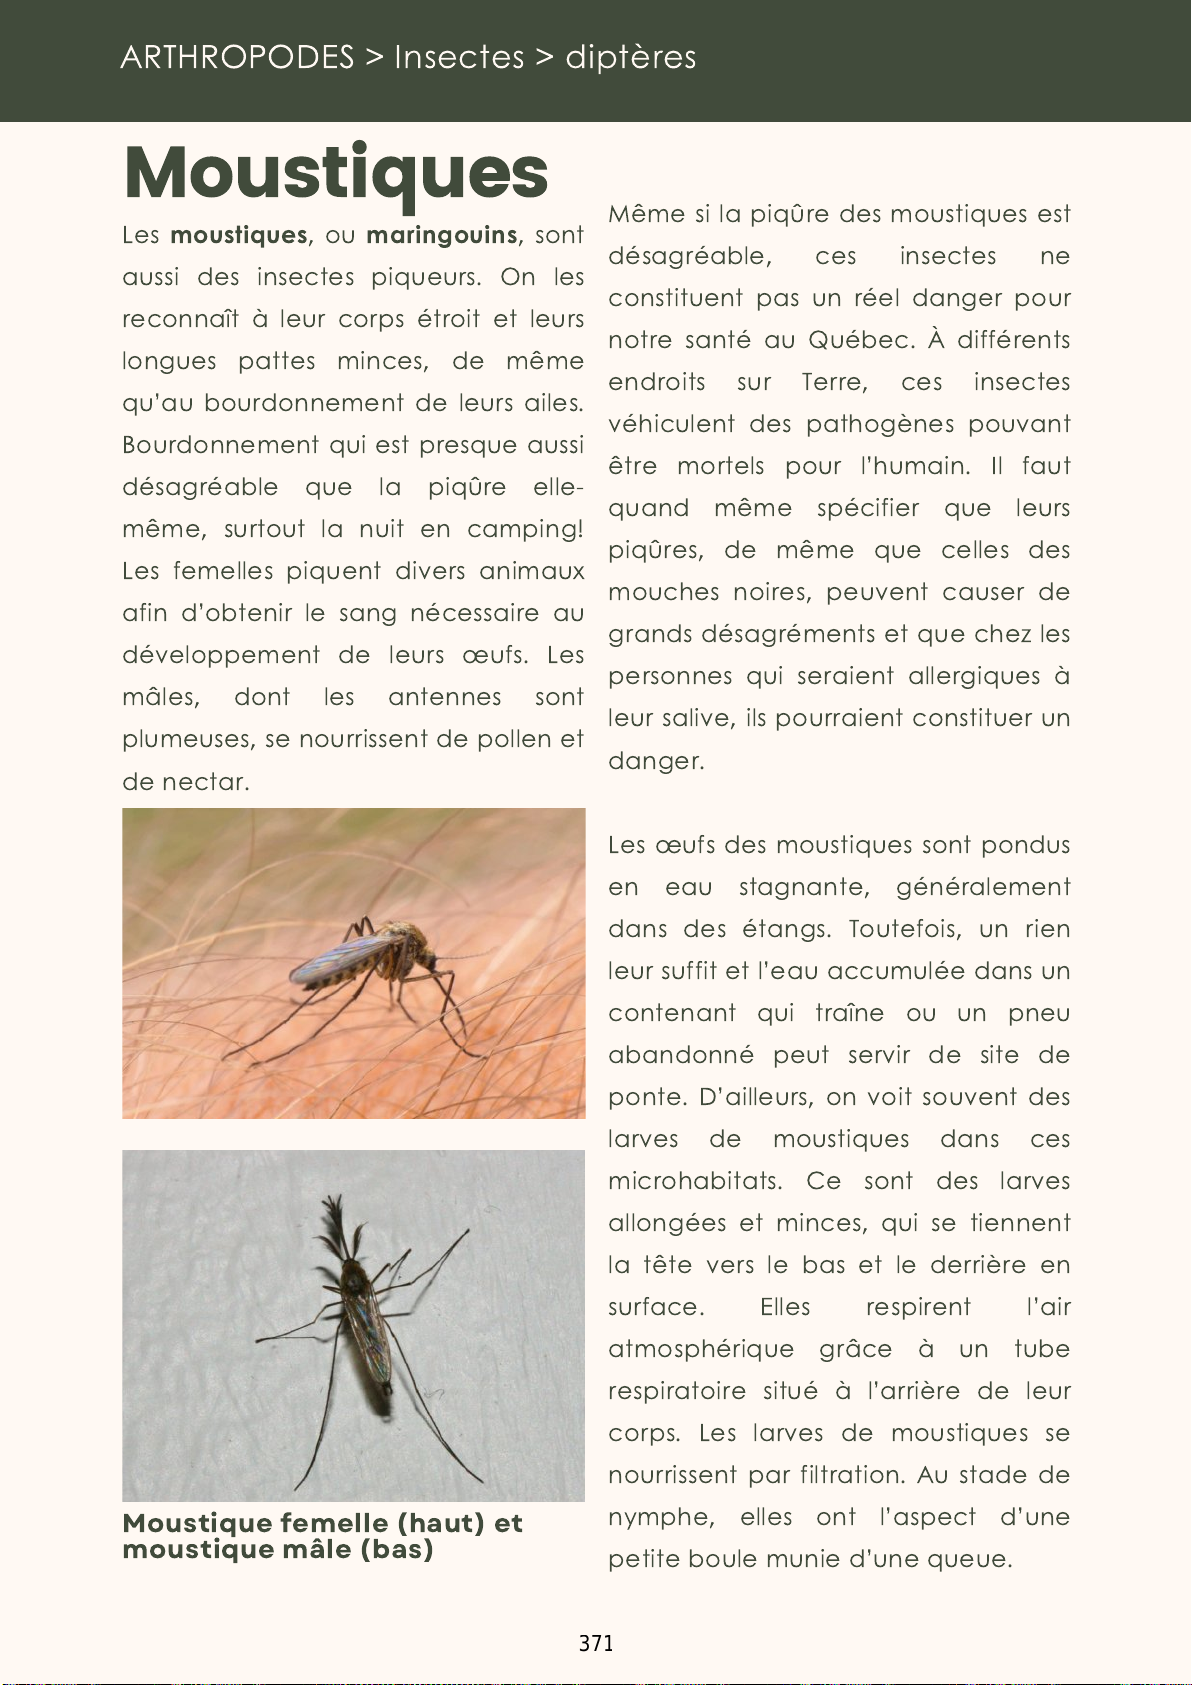 ARTHROPODES > Insectes > diptères
Moustiques
Les moustiques, ou maringouins, sont
aussi des insectes piqueurs. On les
reconnaît à leur corps étroit et leurs
longues pattes minces, de même
qu'au bourdonnement de leurs ailes.
Bourdonnement qui est presque aussi
désagréable que la piqûre elle-
même, surtout la nuit en camping!
Les femelles piquent divers animaux
afin d'obtenir le sang nécessaire au
développement de leurs œufs. Les
mâles, dont les antennes sont
plumeuses, se nourrissent de pollen et
de nectar.
Moustique femelle (haut) et
moustique mâle (bas)
Même si la piqûre des moustiques est
désagréable, ces insectes ne
constituent pas un réel danger pour
notre santé au Québec. À différents
endroits sur Terre, ces insectes
véhiculent des pathogènes pouvant
être mortels pour l'humain. Il faut
quand même spécifier que leurs
piqûres, de même que celles des
mouches noires, peuvent causer de
grands désagréments et que chez les
personnes qui seraient allergiques à
leur salive, ils pourraient constituer un
danger.
Les œufs des moustiques sont pondus
en eau stagnante, généralement
dans des étangs. Toutefois, un rien
leur suffit et l'eau accumulée dans un
contenant qui traîne ou un pneu
abandonné peut servir de site de
ponte. D'ailleurs, on voit souvent des
larves de moustiques dans ces
microhabitats. Ce sont des larves
allongées et minces, qui se tiennent
la tête vers le bas et le derrière en
surface. Elles respirent l'air
atmosphérique grâce à un tube
respiratoire situé à l'arrière de leur
corps. Les larves de moustiques se
nourrissent par filtration. Au stade de
nymphe, elles ont l'aspect d'une
petite boule munie d'une queue.
371